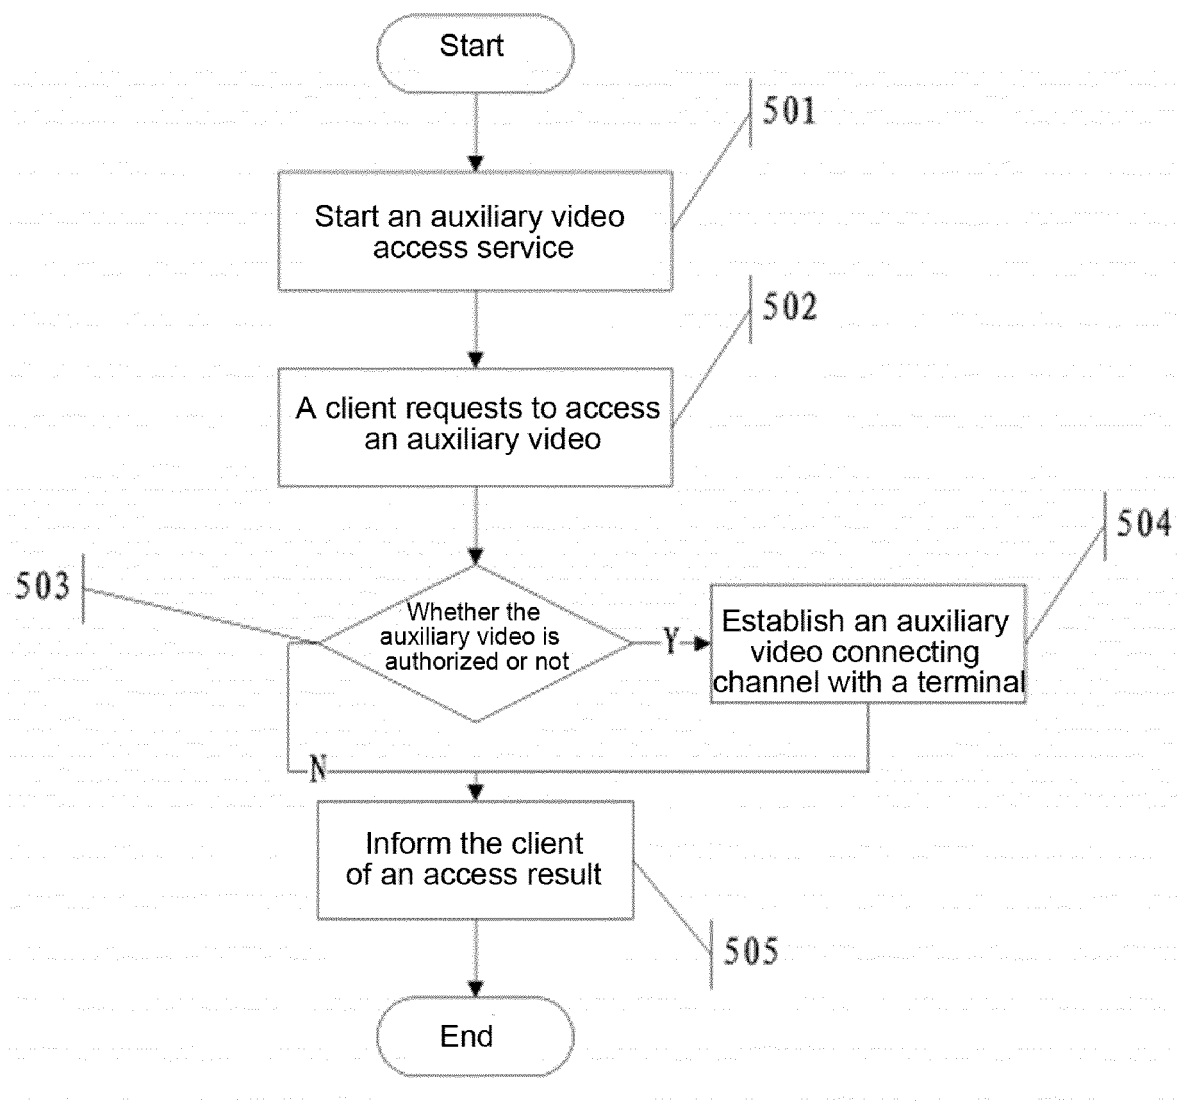 Start
501
Start an auxiliary video
access service
502
A client requests to access
an auxiliary video
503
Whether the
auxiliary video is
authorized or not
Y
504
Establish an auxiliary
video connecting
channel with a terminal
N
Inform the client
of an access result
505
End